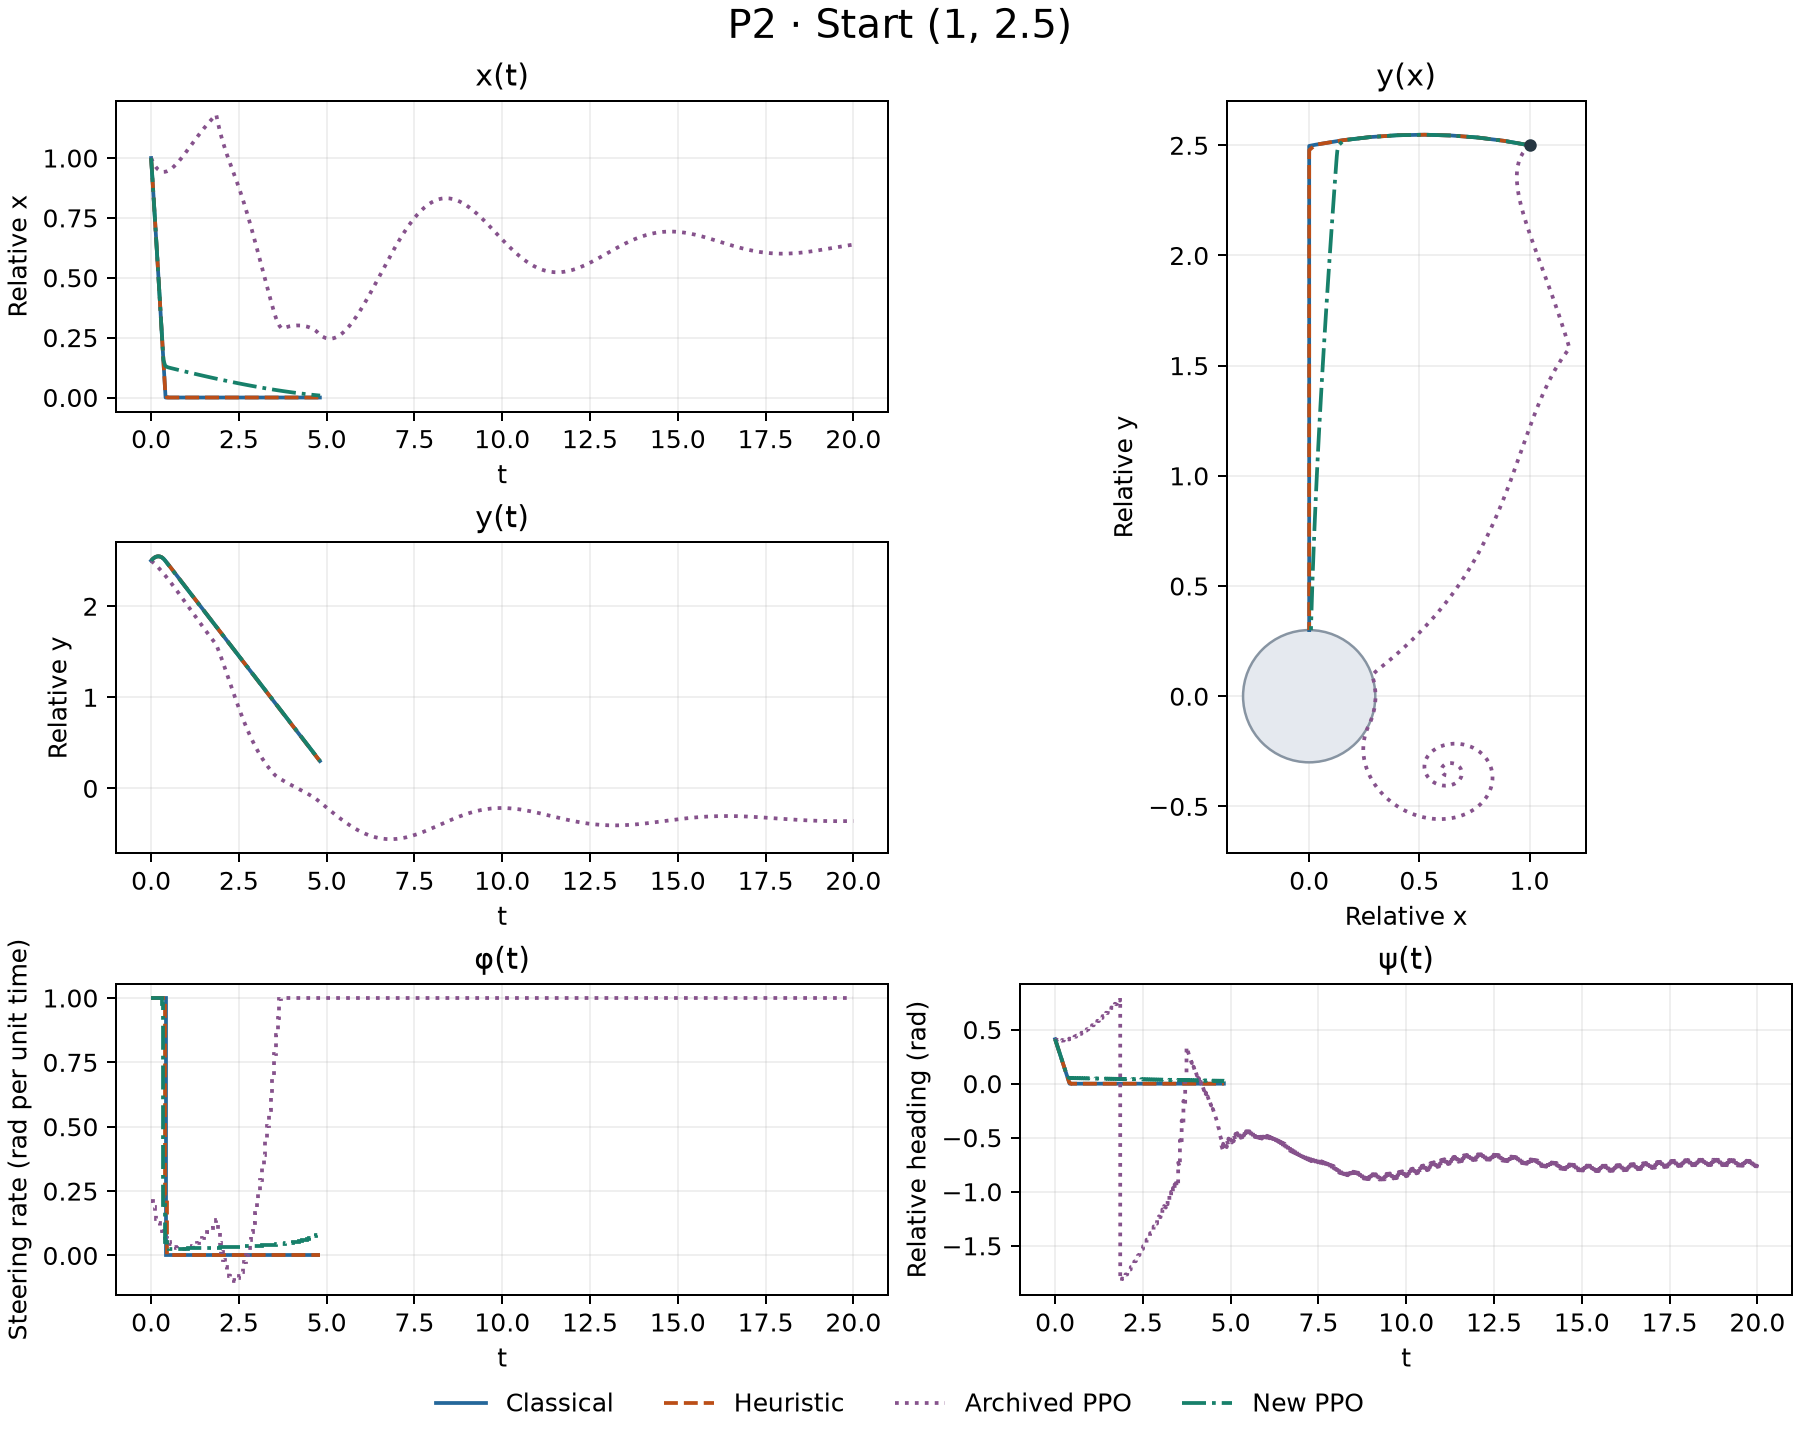 P2 · Start (1, 2.5)
x(t)
Relative x
1.00
0.75
0.50
0.25
0.00
0.0 2.5 5.0 7.5 10.0 12.5 15.0 17.5 20.0
t
y(t)
Relative y
2
1
0
0.0 2.5 5.0 7.5 10.0 12.5 15.0 17.5 20.0
t
y(x)
Relative y
2.5
2.0
1.5
1.0
0.5
0.0
−0.5
0.0 0.5 1.0
Relative x
φ(t)
Steering rate (rad per unit time)
1.00
0.75
0.50
0.25
0.00
0.0 2.5 5.0 7.5 10.0 12.5 15.0 17.5 20.0
t
ψ(t)
Relative heading (rad)
0.5
0.0
−0.5
−1.0
−1.5
0.0 2.5 5.0 7.5 10.0 12.5 15.0 17.5 20.0
t
Classical Heuristic Archived PPO New PPO